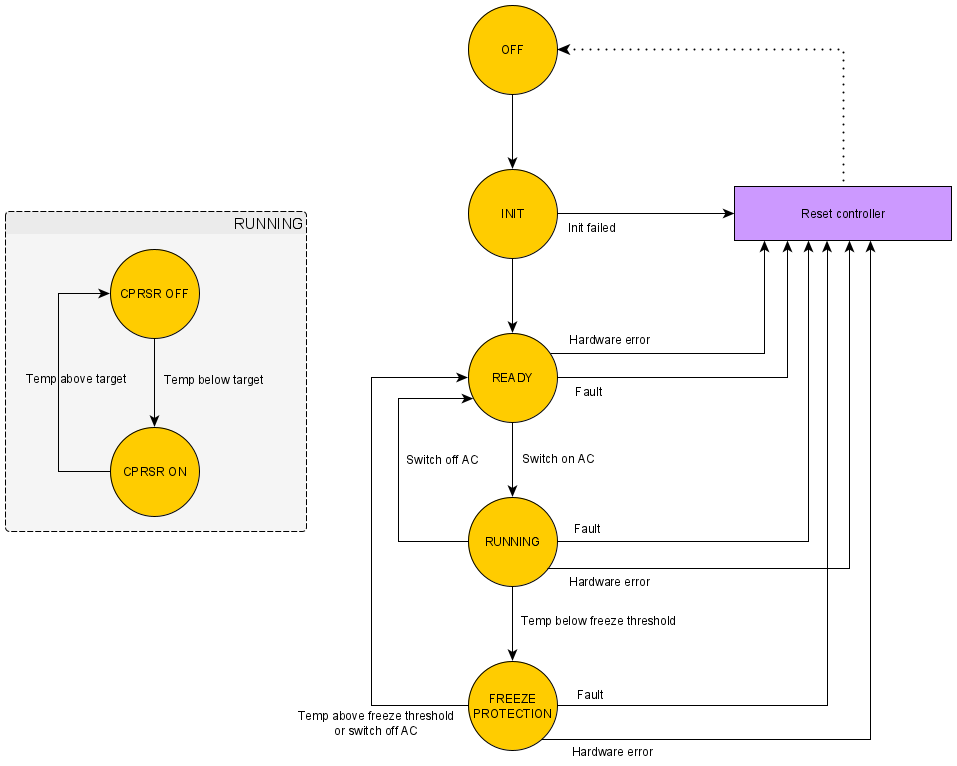 OFF
INIT
Init failed
Reset controller
RUNNING
CPRSR OFF
Temp above target
Temp below target
CPRSR ON
Hardware error
READY
Fault
Switch off AC
Switch on AC
RUNNING
Fault
Hardware error
Temp below freeze threshold
FREEZE
PROTECTION
Fault
Temp above freeze threshold
or switch off AC
Hardware error